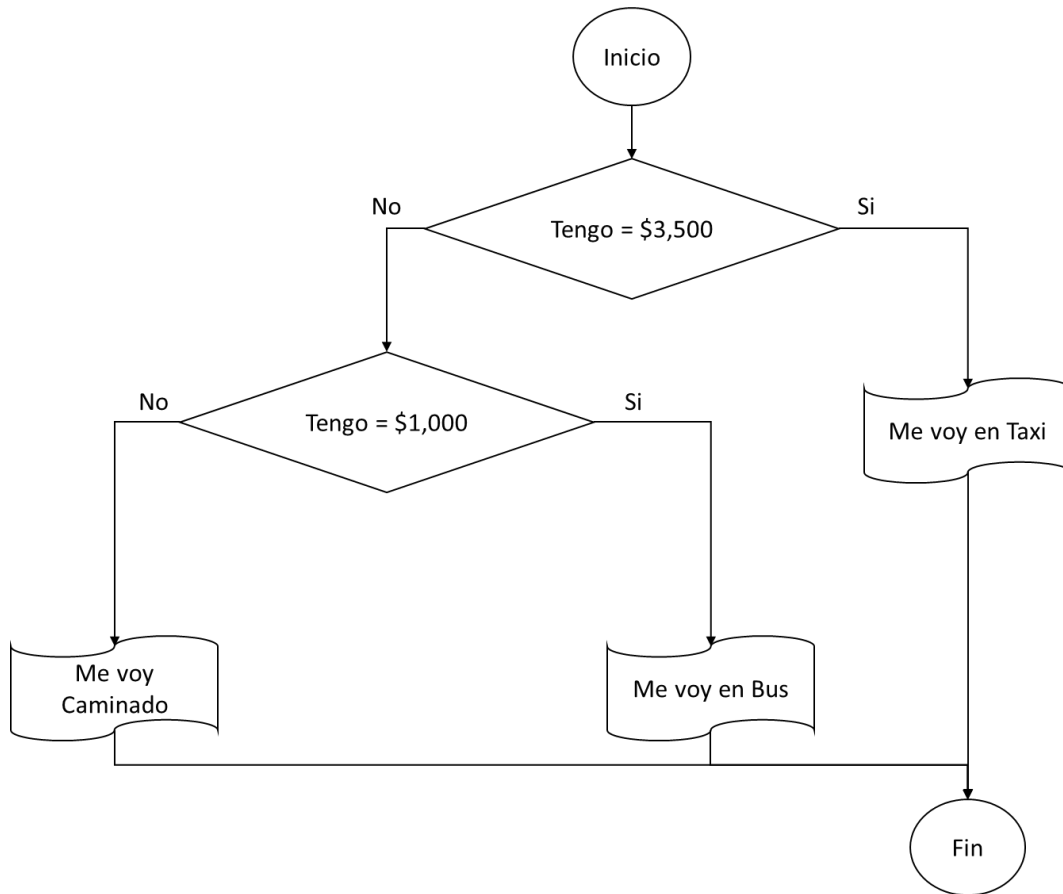 Inicio
No
Si
Tengo = $3,500
No
Si
Tengo = $1,000
Me voy en Taxi
Me voy
Caminado
Me voy en Bus
Fin